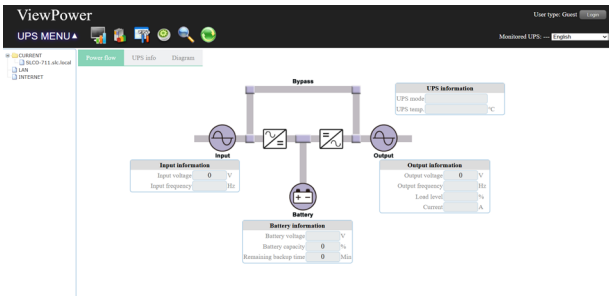 ViewPower
User type: Guest Login
UPS MENU▲
Monitored UPS: --- English
CURRENT
SLCO-711.slc.local
LAN
INTERNET
Power flow UPS info Diagram
Bypass
UPS information
UPS mode
UPS temp. °C
Input
Output
Input information
Input voltage 0 V
Input frequency Hz
Output information
Output voltage 0 V
Output frequency Hz
Load level %
Current A
Battery
Battery information
Battery voltage V
Battery capacity 0 %
Remaining backup time 0 Min